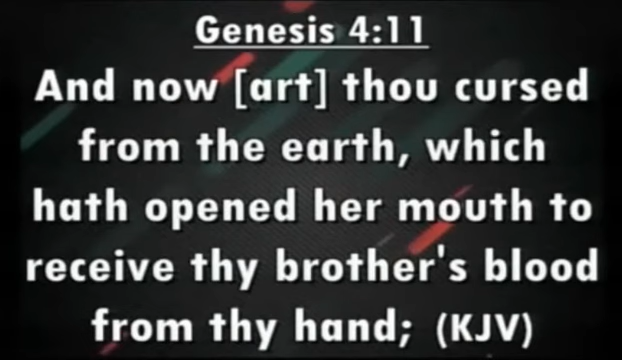 Genesis 4:11
And now [art] thou cursed
from the earth, which
hath opened her mouth to
receive thy brother's blood
from thy hand; (KJV)